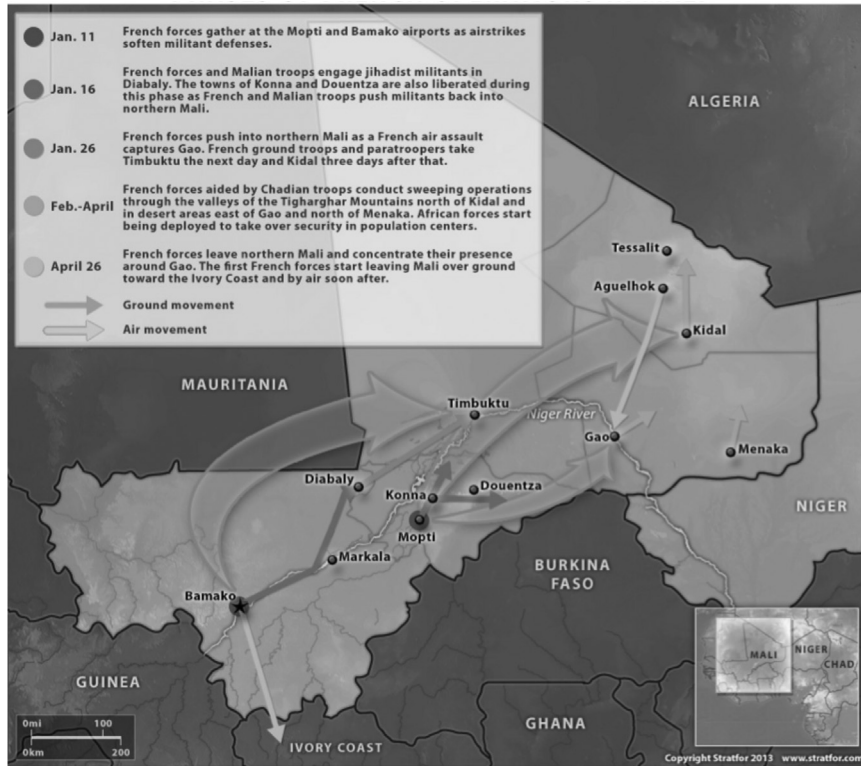 Jan. 11
French forces gather at the Mopti and Bamako airports as airstrikes
soften militant defenses.
Jan. 16
French forces and Malian troops engage jihadist militants in
Diabaly. The towns of Konna and Douentza are also liberated during
this phase as French and Malian troops push militants back into
northern Mali.
Jan. 26
French forces push into northern Mali as a French air assault
captures Gao. French ground troops and paratroopers take
Timbuktu the next day and Kidal three days after that.
Feb.-April
French forces aided by Chadian troops conduct sweeping operations
through the valleys of the Tigharghar Mountains north of Kidal and
in desert areas east of Gao and north of Menaka. African forces start
being deployed to take over security in population centers.
April 26
French forces leave northern Mali and concentrate their presence
around Gao. The first French forces start leaving Mali over ground
toward the Ivory Coast and by air soon after.
Ground movement
Air movement
ALGERIA
Tessalit
Aguelhok
Kidal
MAURITANIA
Timbuktu
Niger River
Gao
Menaka
Diabaly
Konna
Douentza
Mopti
NIGER
Markala
BURKINA
FASO
Bamako
GUINEA
MALI
NIGER
CHAD
0mi 100
0km 200
IVORY COAST
GHANA
Copyright Stratfor 2013 www.stratfor.com